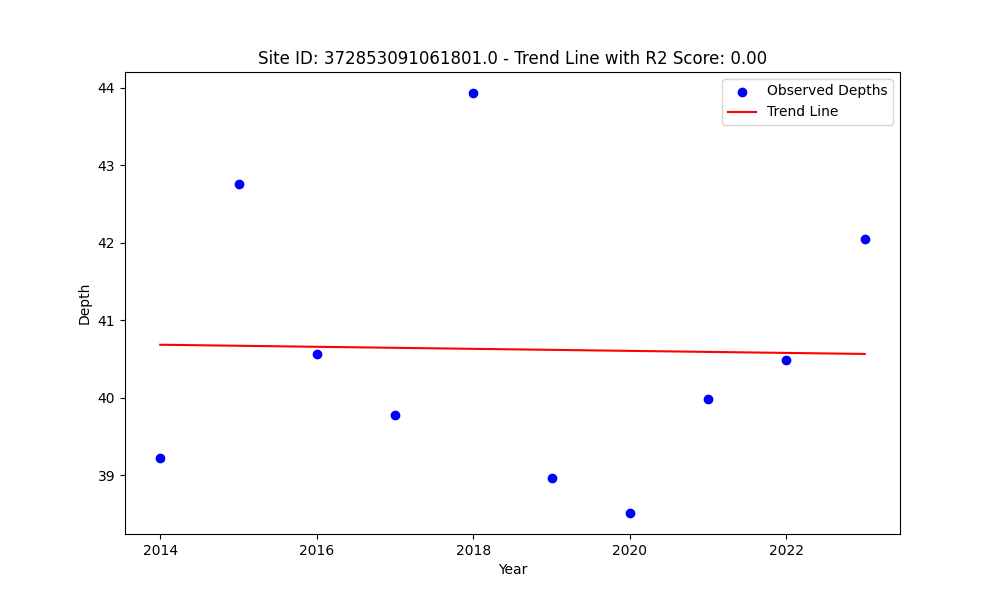 Site ID: 372853091061801.0 - Trend Line with R2 Score: 0.00
Observed Depths
Trend Line
44
43
42
41
40
39
Depth
2014
2016
2018
2020
2022
Year